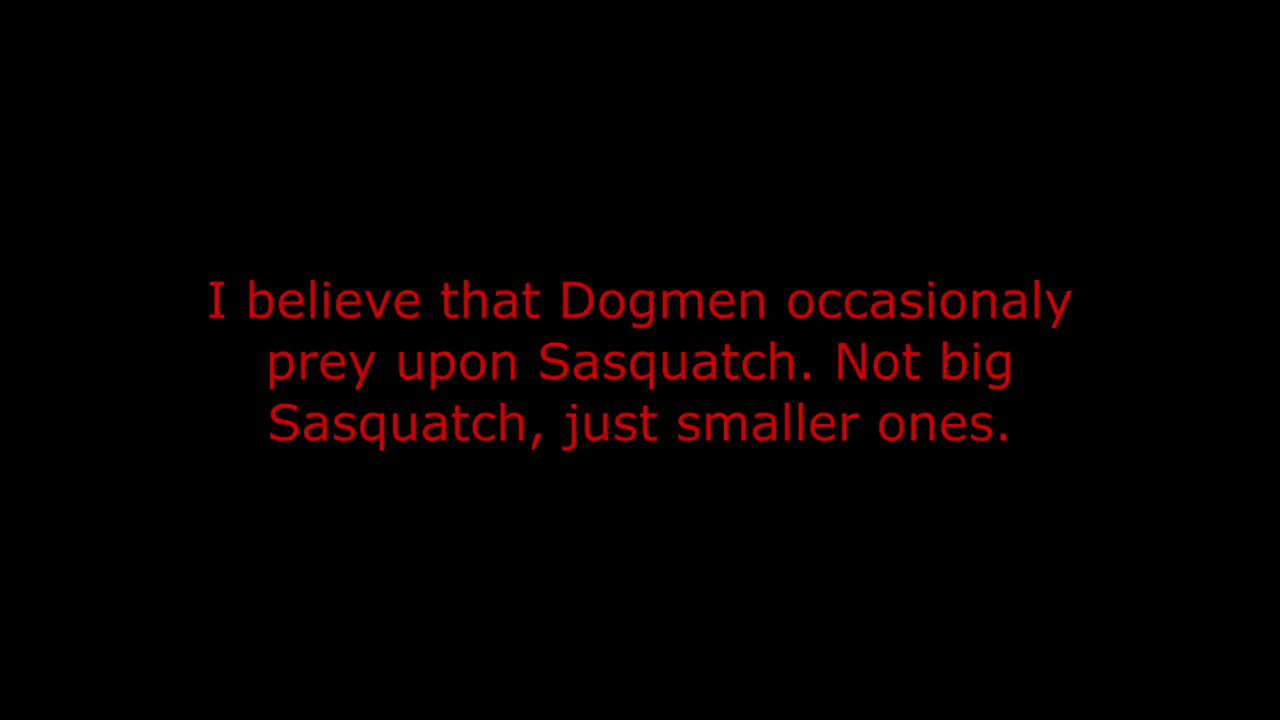 I believe that Dogmen occasionaly
prey upon Sasquatch. Not big
Sasquatch, just smaller ones.